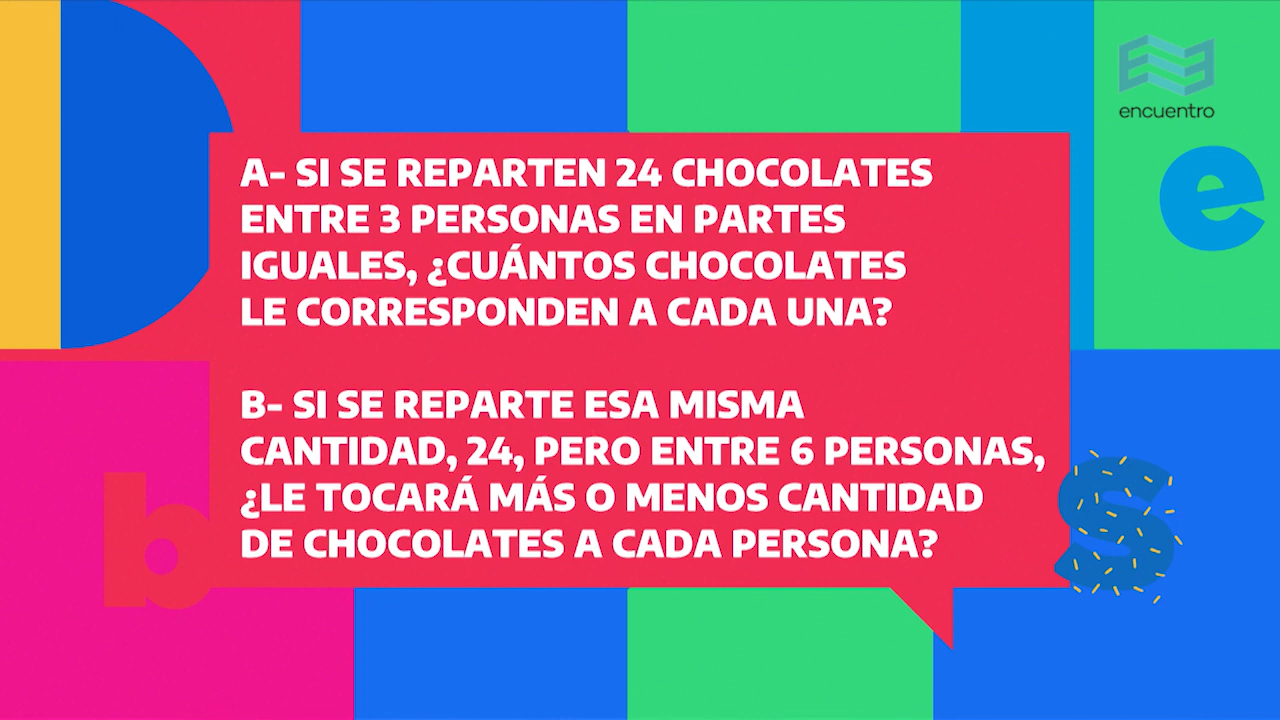 encuentro
A- SI SE REPARTEN 24 CHOCOLATES
ENTRE 3 PERSONAS EN PARTES
IGUALES, ¿CUÁNTOS CHOCOLATES
LE CORRESPONDEN A CADA UNA?
B- SI SE REPARTE ESA MISMA
CANTIDAD, 24, PERO ENTRE 6 PERSONAS,
¿LE TOCARÁ MÁS O MENOS CANTIDAD
DE CHOCOLATES A CADA PERSONA?
e
b
s